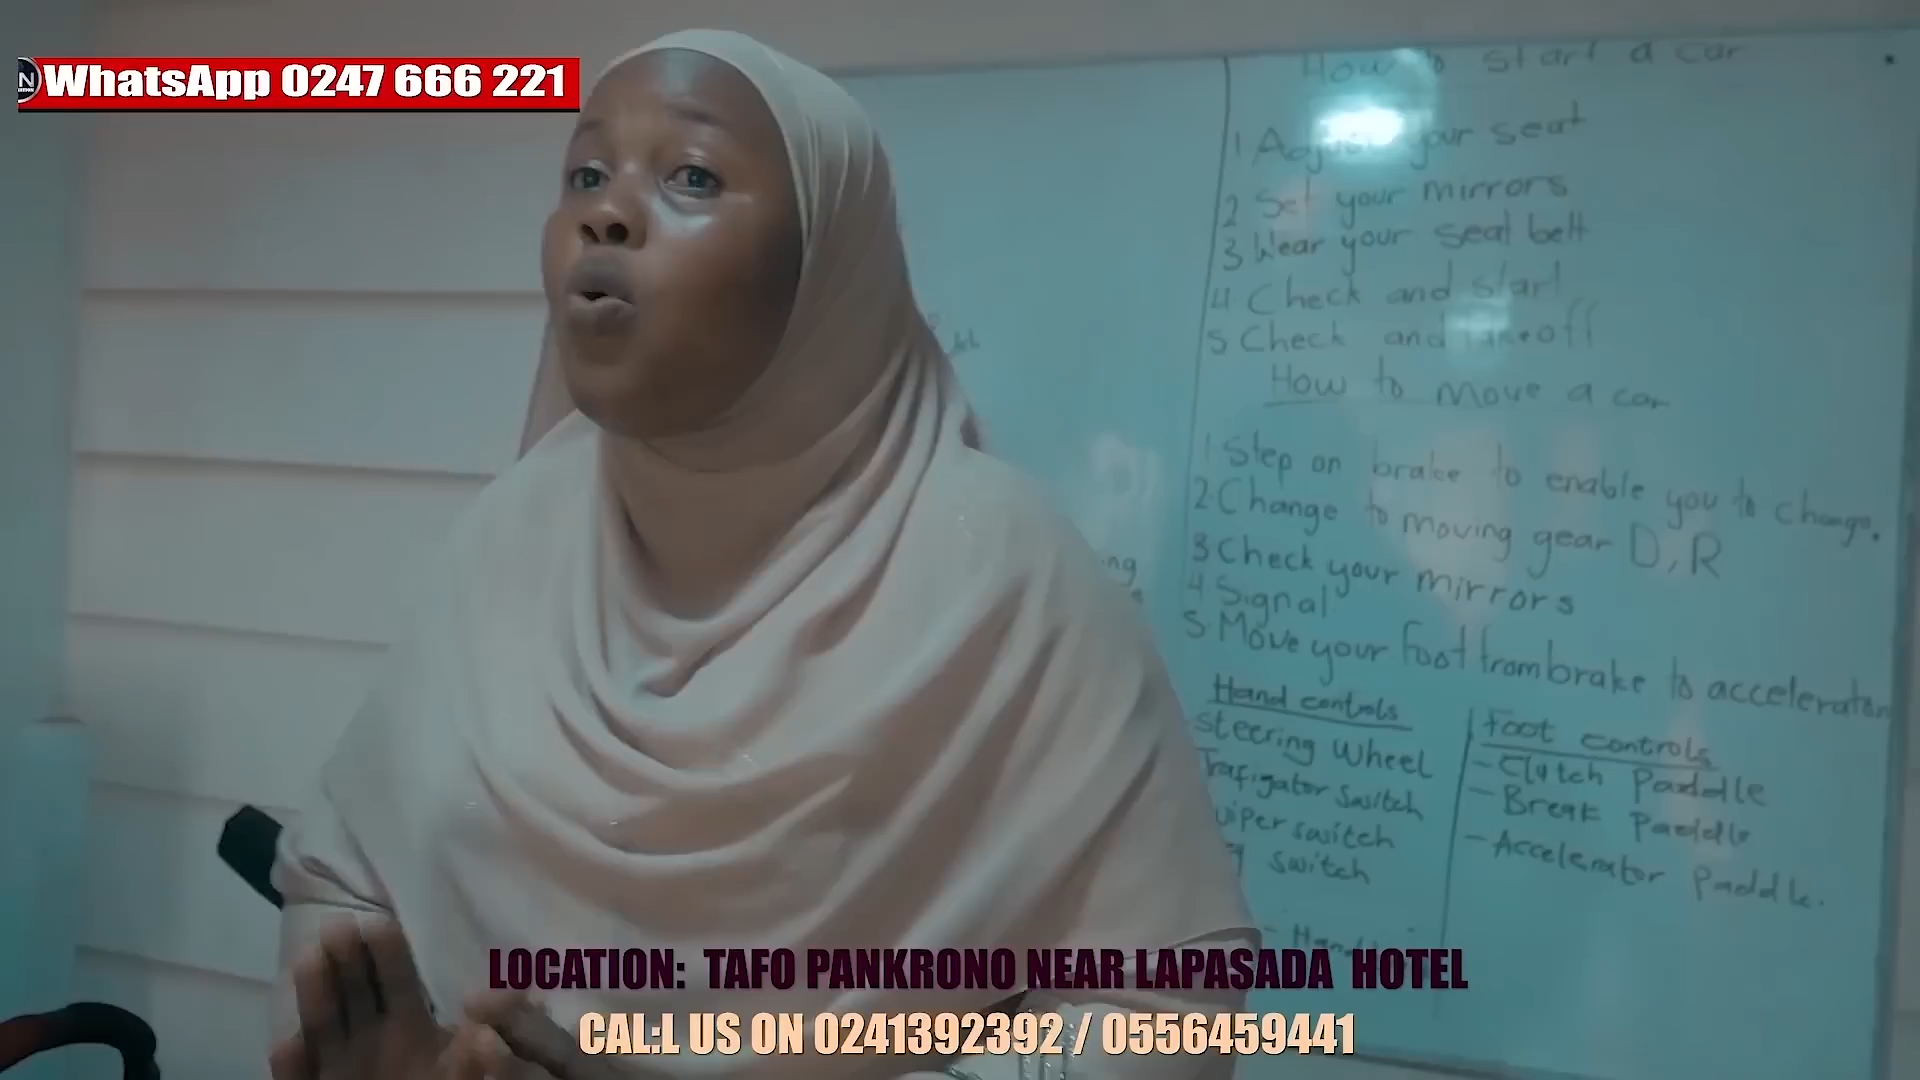 WhatsApp 0247 666 221
How to start a car
1 Adjust your seat
2 Set your mirrors
3 Wear your seat belt
4. Check and start
5 Check and takeoff
How to move a car
1 Step on brake to enable you to change.
2. Change to moving gear D, R
3 Check your mirrors
4 Signal
5. Move your foot from brake to accelerator
Hand controls
steering wheel
Trafigator switch
wiper switch
switch
foot controls
- Clutch Paddle
- Break Paddle
- Accelerator Paddle.
LOCATION: TAFO PANKRONO NEAR LAPASADA HOTEL
CAL:L US ON 0241392392 / 0556459441